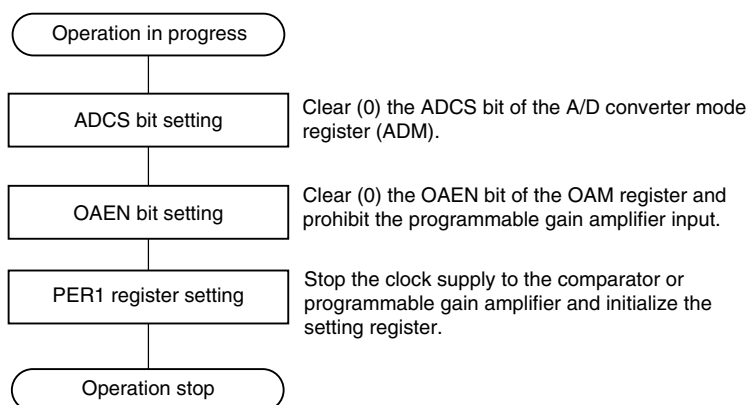 Operation in progress
ADCS bit setting
Clear (0) the ADCS bit of the A/D converter mode
register (ADM).
OAEN bit setting
Clear (0) the OAEN bit of the OAM register and
prohibit the programmable gain amplifier input.
PER1 register setting
Stop the clock supply to the comparator or
programmable gain amplifier and initialize the
setting register.
Operation stop